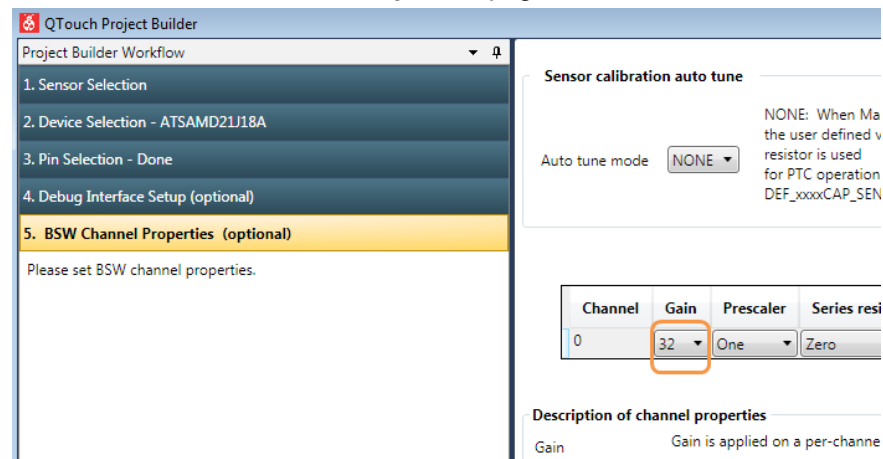 QTouch Project Builder
Project Builder Workflow
1. Sensor Selection
2. Device Selection - ATSAMD21J18A
3. Pin Selection - Done
4. Debug Interface Setup (optional)
5. BSW Channel Properties (optional)
Please set BSW channel properties.
Sensor calibration auto tune
Auto tune mode NONE
NONE: When Ma
the user defined v
resistor is used
for PTC operation
DEF_xxxxCAP_SEN
Channel Gain Prescaler Series resi
0 32 One Zero
Description of channel properties
Gain Gain is applied on a per-channe